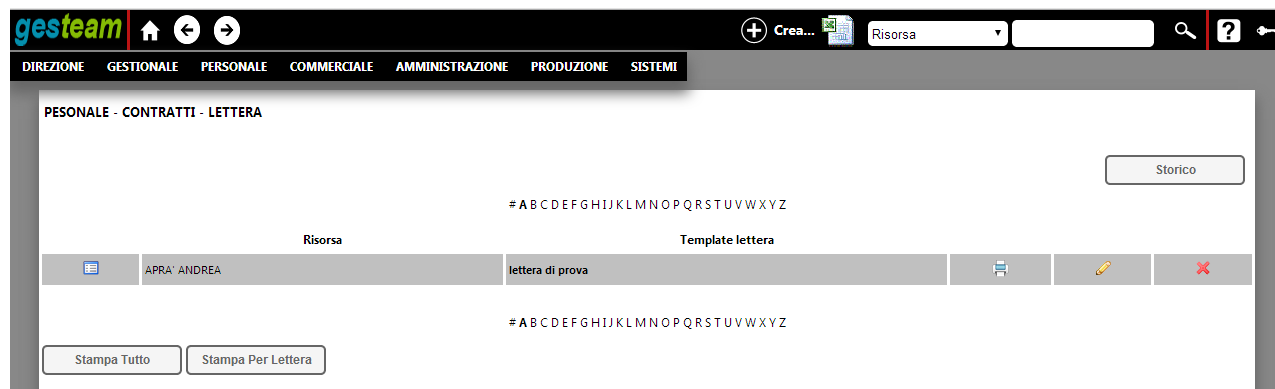 gesteam Crea... Risorsa ?
DIREZIONE GESTIONALE PERSONALE COMMERCIALE AMMINISTRAZIONE PRODUZIONE SISTEMI
PESONALE - CONTRATTI - LETTERA
Storico
# A B C D E F G H I J K L M N O P Q R S T U V W X Y Z
Risorsa Template lettera
APRA' ANDREA lettera di prova
# A B C D E F G H I J K L M N O P Q R S T U V W X Y Z
Stampa Tutto Stampa Per Lettera